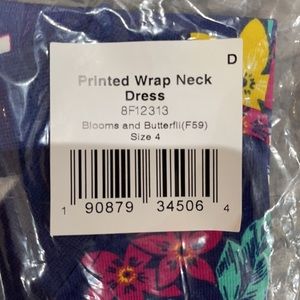 D
Printed Wrap Neck
Dress
8F12313
Blooms and Butterfli(F59)
Size 4
1 90879 34506 4